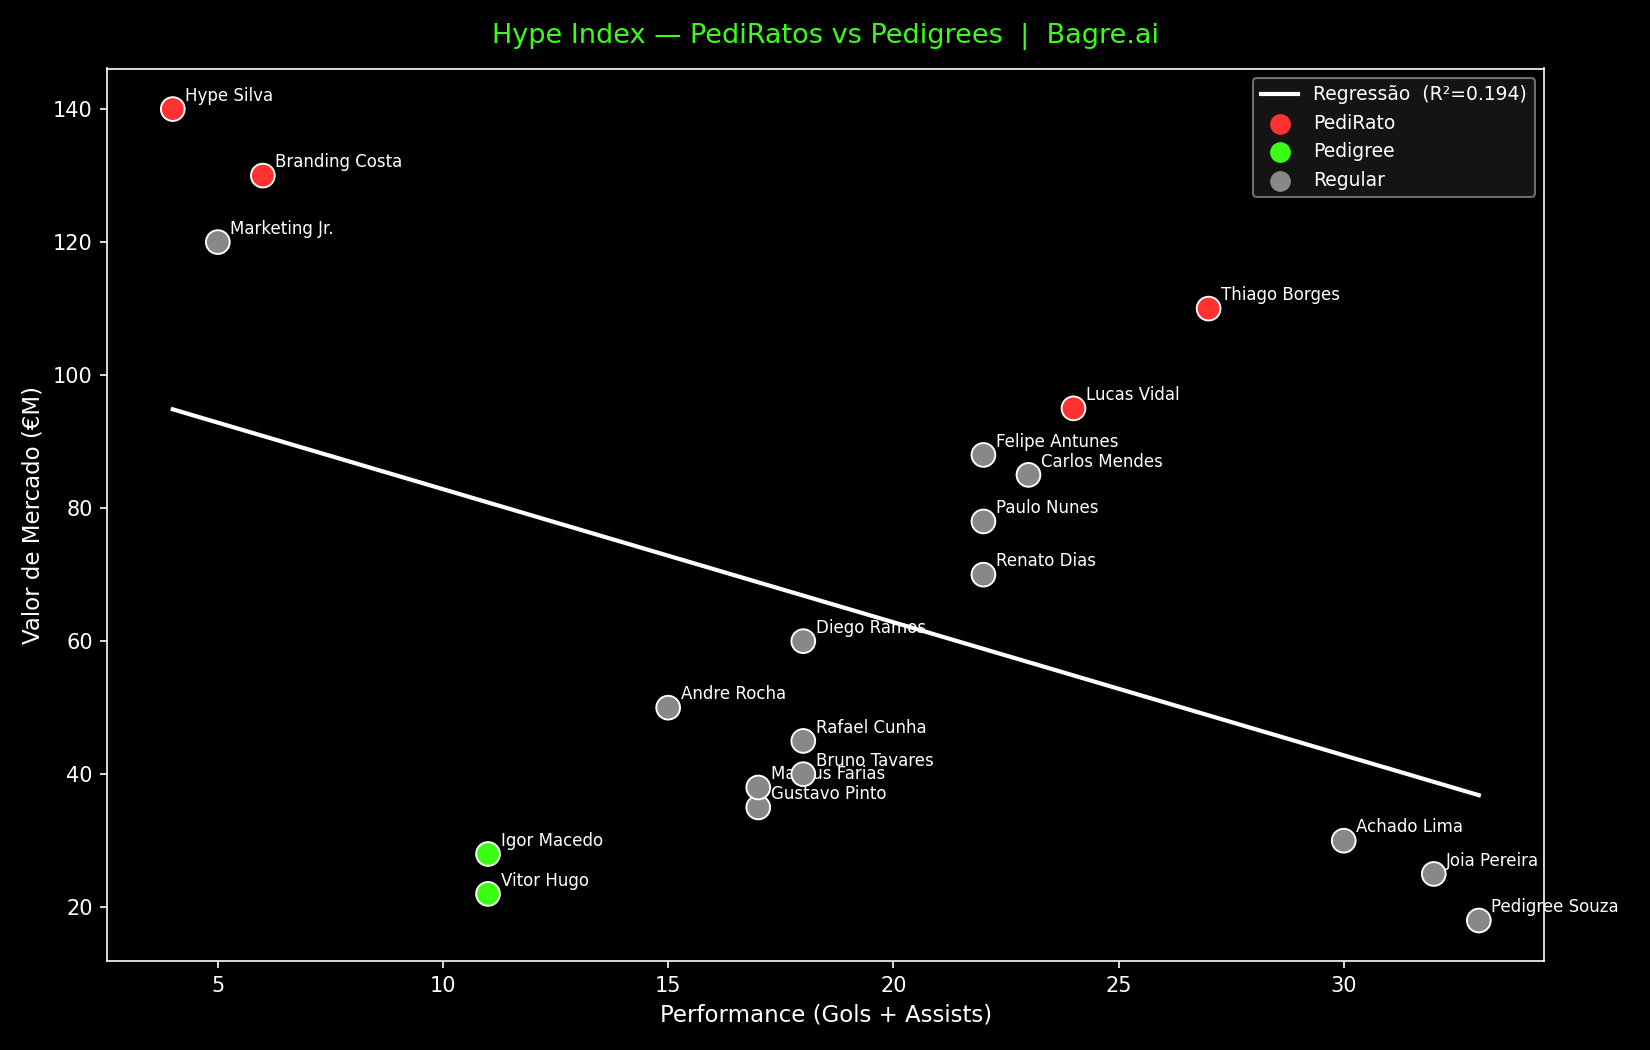 Hype Index — PediRatos vs Pedigrees | Bagre.ai
Regressão (R²=0.194)
PediRato
Pedigree
Regular
Hype Silva
Branding Costa
Marketing Jr.
Thiago Borges
Lucas Vidal
Felipe Antunes
Carlos Mendes
Paulo Nunes
Renato Dias
Diego Ramos
Andre Rocha
Rafael Cunha
Bruno Tavares
Farias
Gustavo Pinto
Igor Macedo
Vitor Hugo
Achado Lima
Joia Pereira
Pedigree Souza
Valor de Mercado (€M)
140
120
100
80
60
40
20
5
10
15
20
25
30
Performance (Gols + Assists)